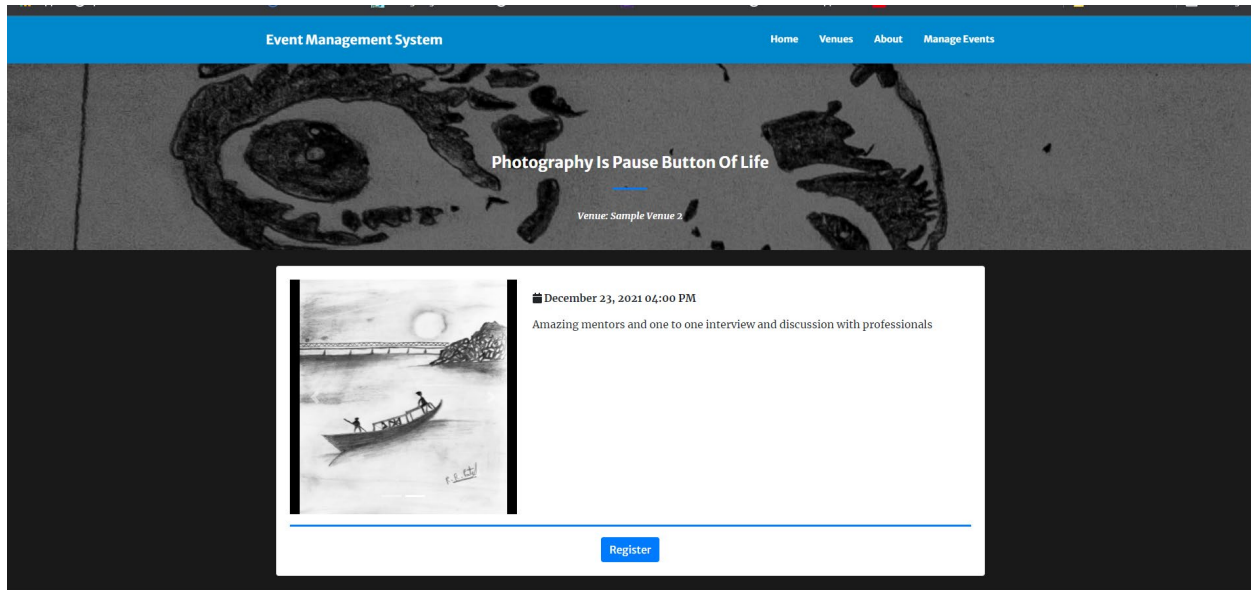 Event Management System
Home Venues About Manage Events
Photography Is Pause Button Of Life
Venue: Sample Venue 2
December 23, 2021 04:00 PM
Amazing mentors and one to one interview and discussion with professionals
Register